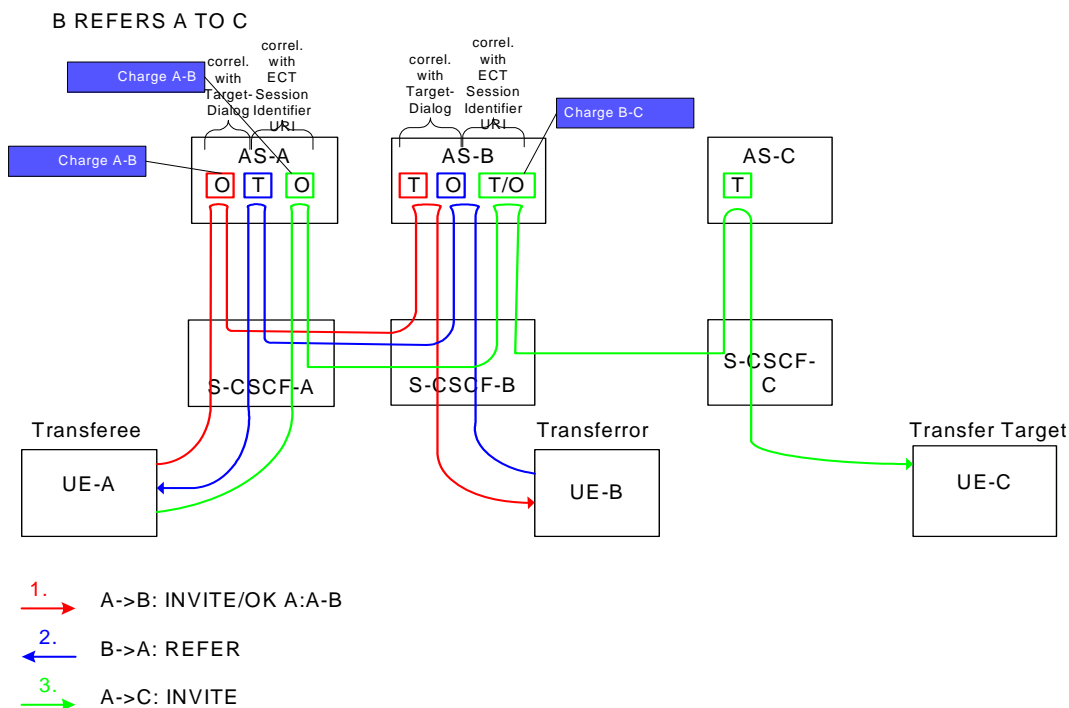 B REFERS A TO C
correl.
with
Target-
Dialog
correl.
with
ECT
Session
Identifier
URI
correl.
with
Target-
Dialog
correl.
with
ECT
Session
Identifier
URI
Charge A-B
Charge B-C
Charge A-B
AS-A
O T O
AS-B
T O T/O
AS-C
T
S-CSCF-A
S-CSCF-B
S-CSCF-
C
Transferee
UE-A
Transferror
UE-B
Transfer Target
UE-C
1. A->B: INVITE/OK A:A-B
2. B->A: REFER
3. A->C: INVITE